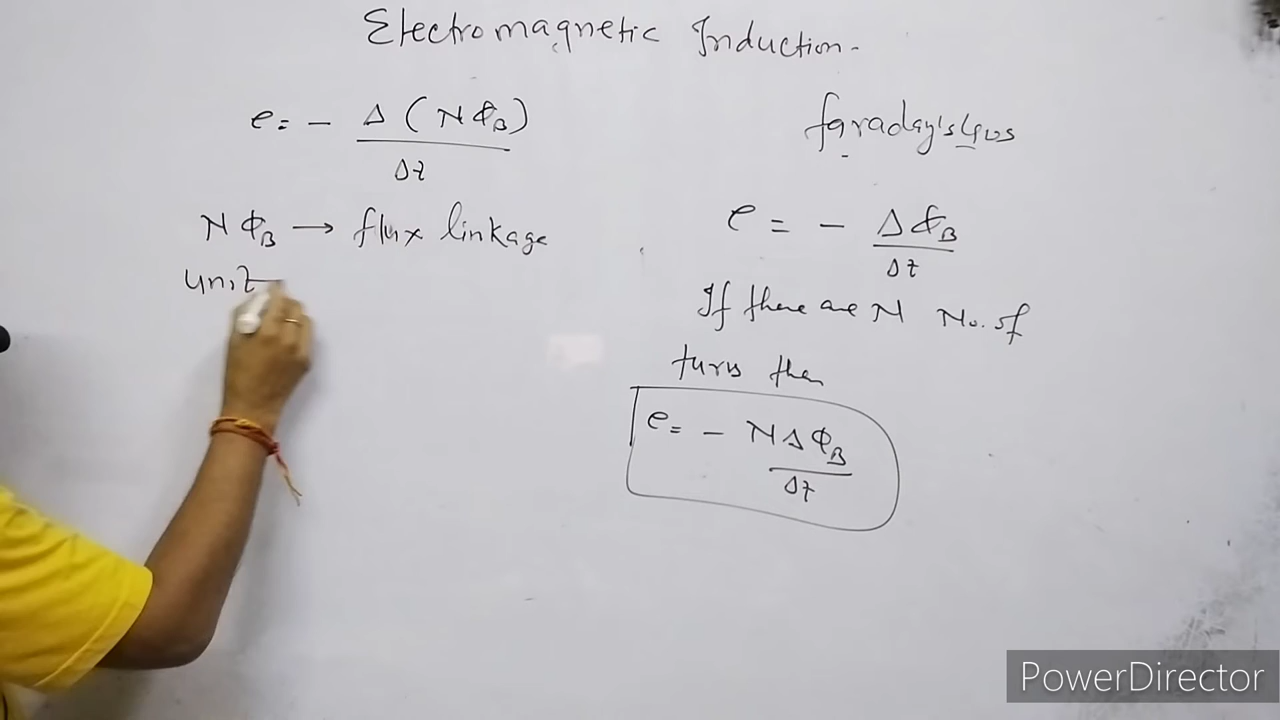 Electromagnetic Induction.
e = - Δ(NΦB)
Δt
NΦB → flux linkage
unit
faraday's Laws
e = - ΔΦB
Δt
If there are N No. of
turns then
e = - NΔΦB
Δt
PowerDirector